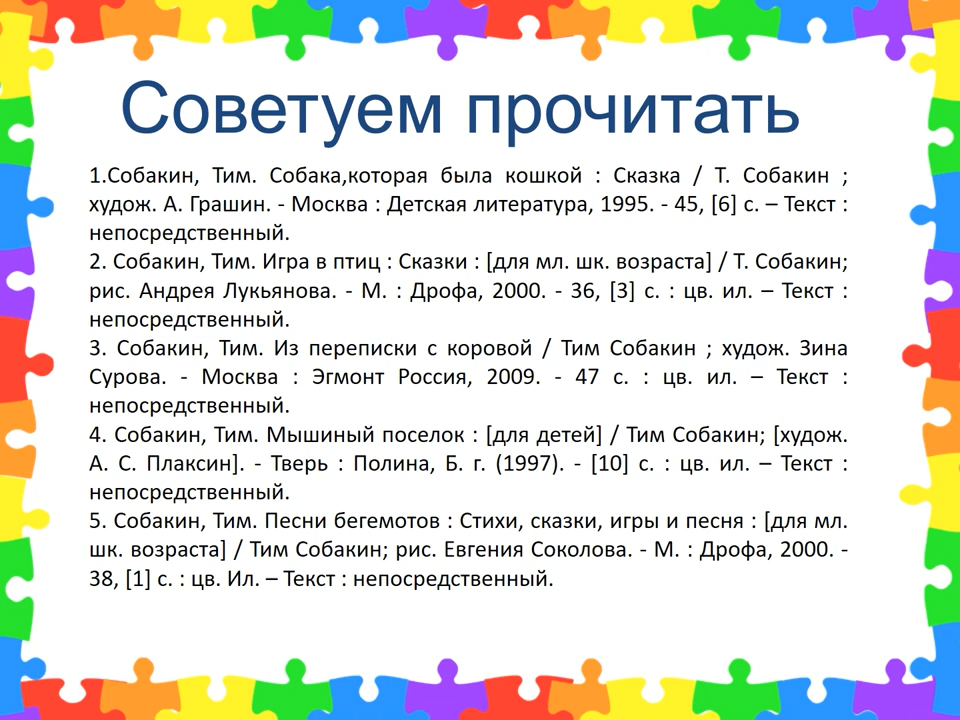 Советуем прочитать
1.Собакин, Тим. Собака,которая была кошкой : Сказка / Т. Собакин ;
худож. А. Грашин. - Москва : Детская литература, 1995. - 45, [6] с. – Текст :
непосредственный.
2. Собакин, Тим. Игра в птиц : Сказки : [для мл. шк. возраста] / Т. Собакин;
рис. Андрея Лукьянова. - М. : Дрофа, 2000. - 36, [3] с. : цв. ил. – Текст :
непосредственный.
3. Собакин, Тим. Из переписки с коровой / Тим Собакин ; худож. Зина
Сурова. - Москва : Эгмонт Россия, 2009. - 47 с. : цв. ил. – Текст :
непосредственный.
4. Собакин, Тим. Мышиный поселок : [для детей] / Тим Собакин; [худож.
А. С. Плаксин]. - Тверь : Полина, Б. г. (1997). - [10] с. : цв. ил. – Текст :
непосредственный.
5. Собакин, Тим. Песни бегемотов : Стихи, сказки, игры и песня : [для мл.
шк. возраста] / Тим Собакин; рис. Евгения Соколова. - М. : Дрофа, 2000. -
38, [1] с. : цв. Ил. – Текст : непосредственный.